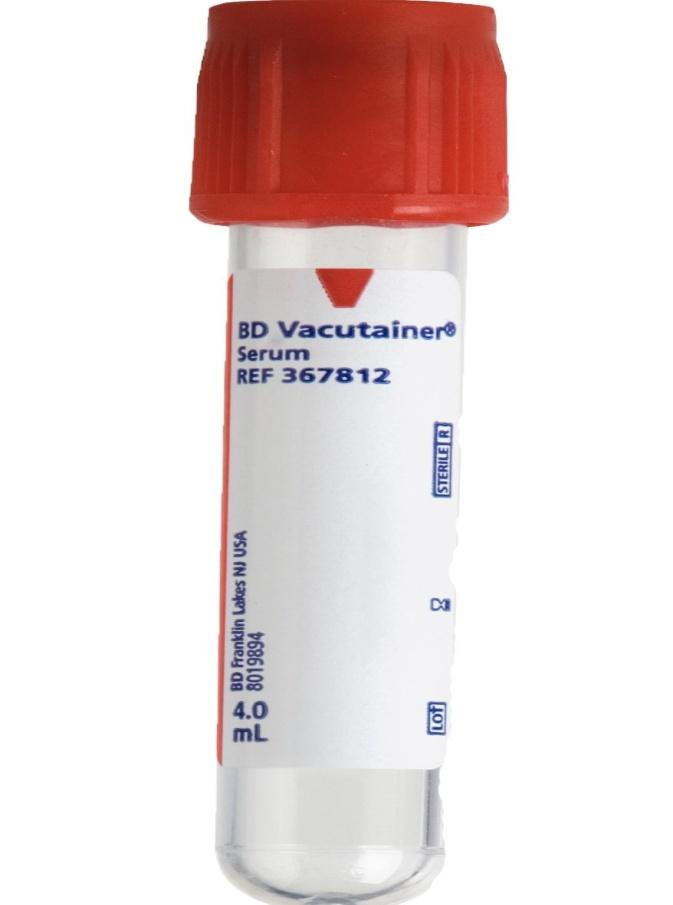 BD Vacutainer®
Serum
REF 367812
STERILE R
BD Franklin Lakes NJ USA
8019894
4.0
mL
LOT